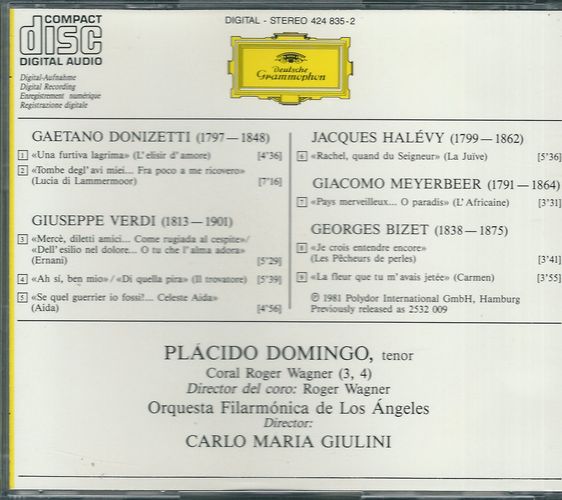 COMPACT
disc
DIGITAL AUDIO
Digital-Aufnahme
Digital Recording
Enregistrement numérique
Registrazione digitale
DIGITAL - STEREO 424 835-2
Deutsche
Grammophon
GAETANO DONIZETTI (1797—1848)
1 «Una furtiva lagrima» (L'elisir d'amore) [4'36]
2 «Tombe degl'avi miei... Fra poco a me ricovero»
(Lucia di Lammermoor) [7'16]
GIUSEPPE VERDI (1813—1901)
3 «Mercè, diletti amici... Come rugiada al cespite»/
«Dell'esilio nel dolore... O tu che l'alma adora»
(Ernani) [5'29]
4 «Ah sì, ben mio»/«Di quella pira» (Il trovatore) [5'39]
5 «Se quel guerrier io fossi!... Celeste Aida»
(Aida) [4'56]
JACQUES HALÉVY (1799—1862)
6 «Rachel, quand du Seigneur» (La Juive) [5'36]
GIACOMO MEYERBEER (1791—1864)
7 «Pays merveilleux... O paradis» (L'Africaine) [3'31]
GEORGES BIZET (1838—1875)
8 «Je crois entendre encore»
(Les Pêcheurs de perles) [3'41]
9 «La fleur que tu m'avais jetée» (Carmen) [3'55]
℗ 1981 Polydor International GmbH, Hamburg
Previously released as 2532 009
PLÁCIDO DOMINGO, tenor
Coral Roger Wagner (3, 4)
Director del coro: Roger Wagner
Orquesta Filarmónica de Los Ángeles
Director:
CARLO MARIA GIULINI